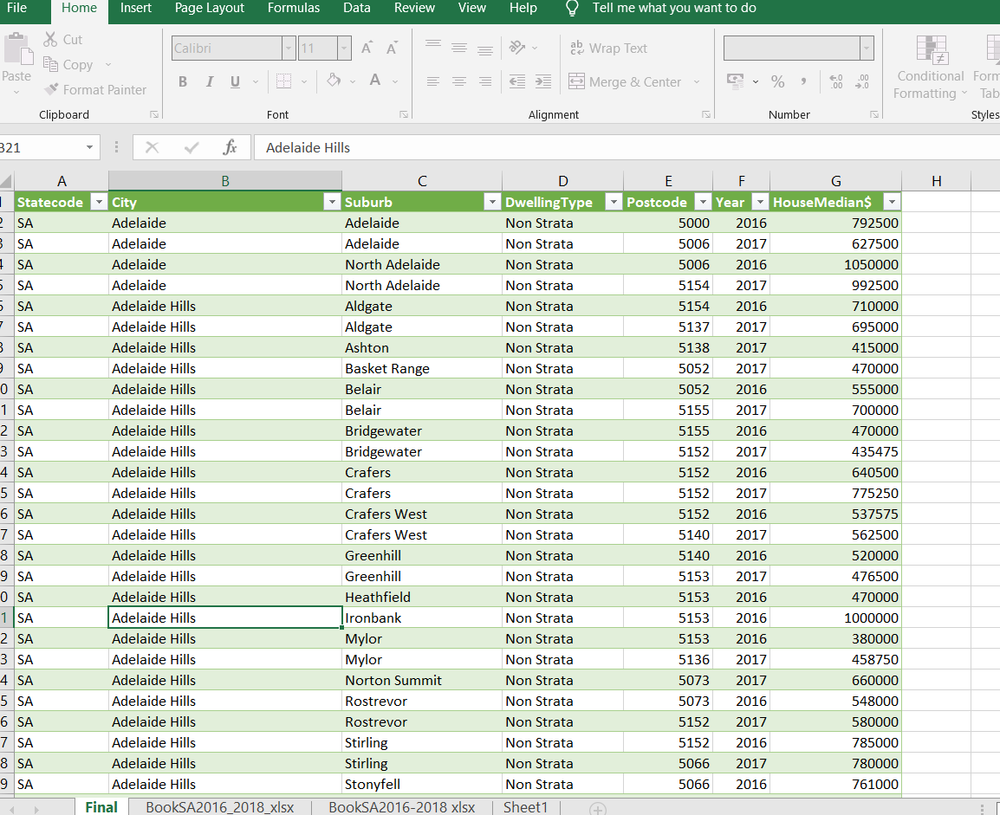 File Home Insert Page Layout Formulas Data Review View Help Tell me what you want to do
Cut
Copy
Format Painter
Paste
Clipboard
Calibri 11
B I U A
Font
ab Wrap Text
Merge & Center
Alignment
% ,
Number
Conditional
Formatting
Styles
B21 fx Adelaide Hills
A B C D E F G H
Statecode City Suburb DwellingType Postcode Year HouseMedian$
SA Adelaide Adelaide Non Strata 5000 2016 792500
SA Adelaide Adelaide Non Strata 5006 2017 627500
SA Adelaide North Adelaide Non Strata 5006 2016 1050000
SA Adelaide North Adelaide Non Strata 5154 2017 992500
SA Adelaide Hills Aldgate Non Strata 5154 2016 710000
SA Adelaide Hills Aldgate Non Strata 5137 2017 695000
SA Adelaide Hills Ashton Non Strata 5138 2017 415000
SA Adelaide Hills Basket Range Non Strata 5052 2017 470000
SA Adelaide Hills Belair Non Strata 5052 2016 555000
SA Adelaide Hills Belair Non Strata 5155 2017 700000
SA Adelaide Hills Bridgewater Non Strata 5155 2016 470000
SA Adelaide Hills Bridgewater Non Strata 5152 2017 435475
SA Adelaide Hills Crafers Non Strata 5152 2016 640500
SA Adelaide Hills Crafers Non Strata 5152 2017 775250
SA Adelaide Hills Crafers West Non Strata 5152 2016 537575
SA Adelaide Hills Crafers West Non Strata 5140 2017 562500
SA Adelaide Hills Greenhill Non Strata 5140 2016 520000
SA Adelaide Hills Greenhill Non Strata 5153 2017 476500
SA Adelaide Hills Heathfield Non Strata 5153 2016 470000
SA Adelaide Hills Ironbank Non Strata 5153 2016 1000000
SA Adelaide Hills Mylor Non Strata 5153 2016 380000
SA Adelaide Hills Mylor Non Strata 5136 2017 458750
SA Adelaide Hills Norton Summit Non Strata 5073 2017 660000
SA Adelaide Hills Rostrevor Non Strata 5073 2016 548000
SA Adelaide Hills Rostrevor Non Strata 5152 2017 580000
SA Adelaide Hills Stirling Non Strata 5152 2016 785000
SA Adelaide Hills Stirling Non Strata 5066 2017 780000
SA Adelaide Hills Stonyfell Non Strata 5066 2016 761000
Final BookSA2016_2018_xlsx BookSA2016-2018 xlsx Sheet1